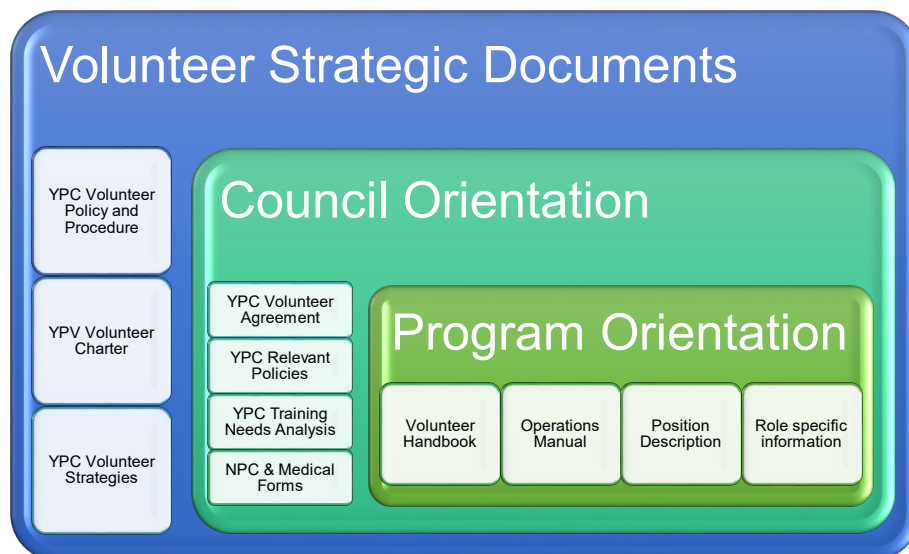 Volunteer Strategic Documents
YPC Volunteer
Policy and
Procedure
YPV Volunteer
Charter
YPC Volunteer
Strategies
Council Orientation
YPC Volunteer
Agreement
YPC Relevant
Policies
YPC Training
Needs Analysis
NPC & Medical
Forms
Program Orientation
Volunteer
Handbook
Operations
Manual
Position
Description
Role specific
information